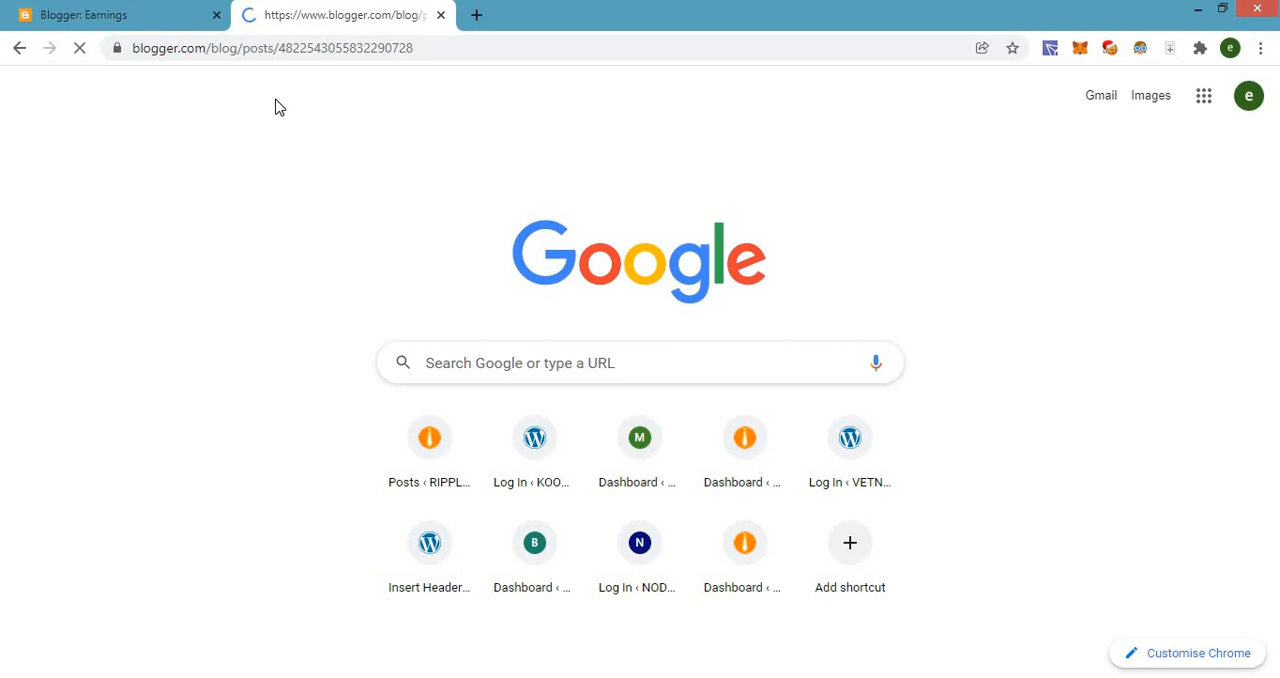 Blogger: Earnings
https://www.blogger.com/blog/p
blogger.com/blog/posts/4822543055832290728
e
Gmail Images
e
Google
Search Google or type a URL
M
Posts ‹ RIPPL... Log In ‹ KOO... Dashboard ‹ ... Dashboard ‹ ... Log In ‹ VETN...
B N
Insert Header... Dashboard ‹ ... Log In ‹ NOD... Dashboard ‹ ... Add shortcut
Customise Chrome